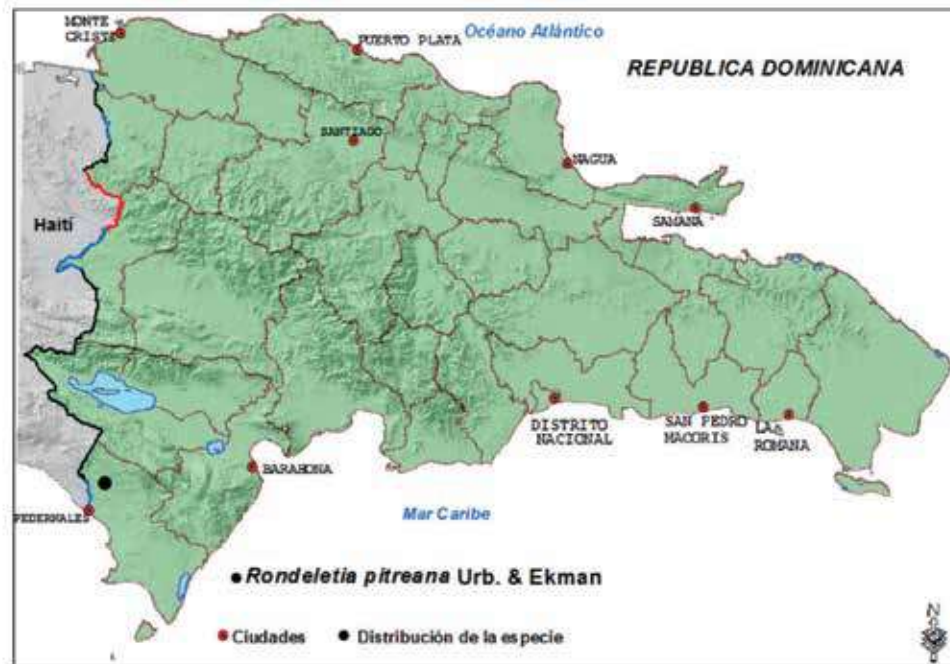 MONTE
CRISTI
PUERTO PLATA
Océano Atlántico
REPUBLICA DOMINICANA
SANTIAGO
NAGUA
SAMANA
Haití
DISTRITO
NACIONAL
SAN PEDRO
MACORIS
LA
ROMANA
BARAHONA
PEDERNALES
Mar Caribe
Rondeletia pitreana Urb. & Ekman
Ciudades
Distribución de la especie
N